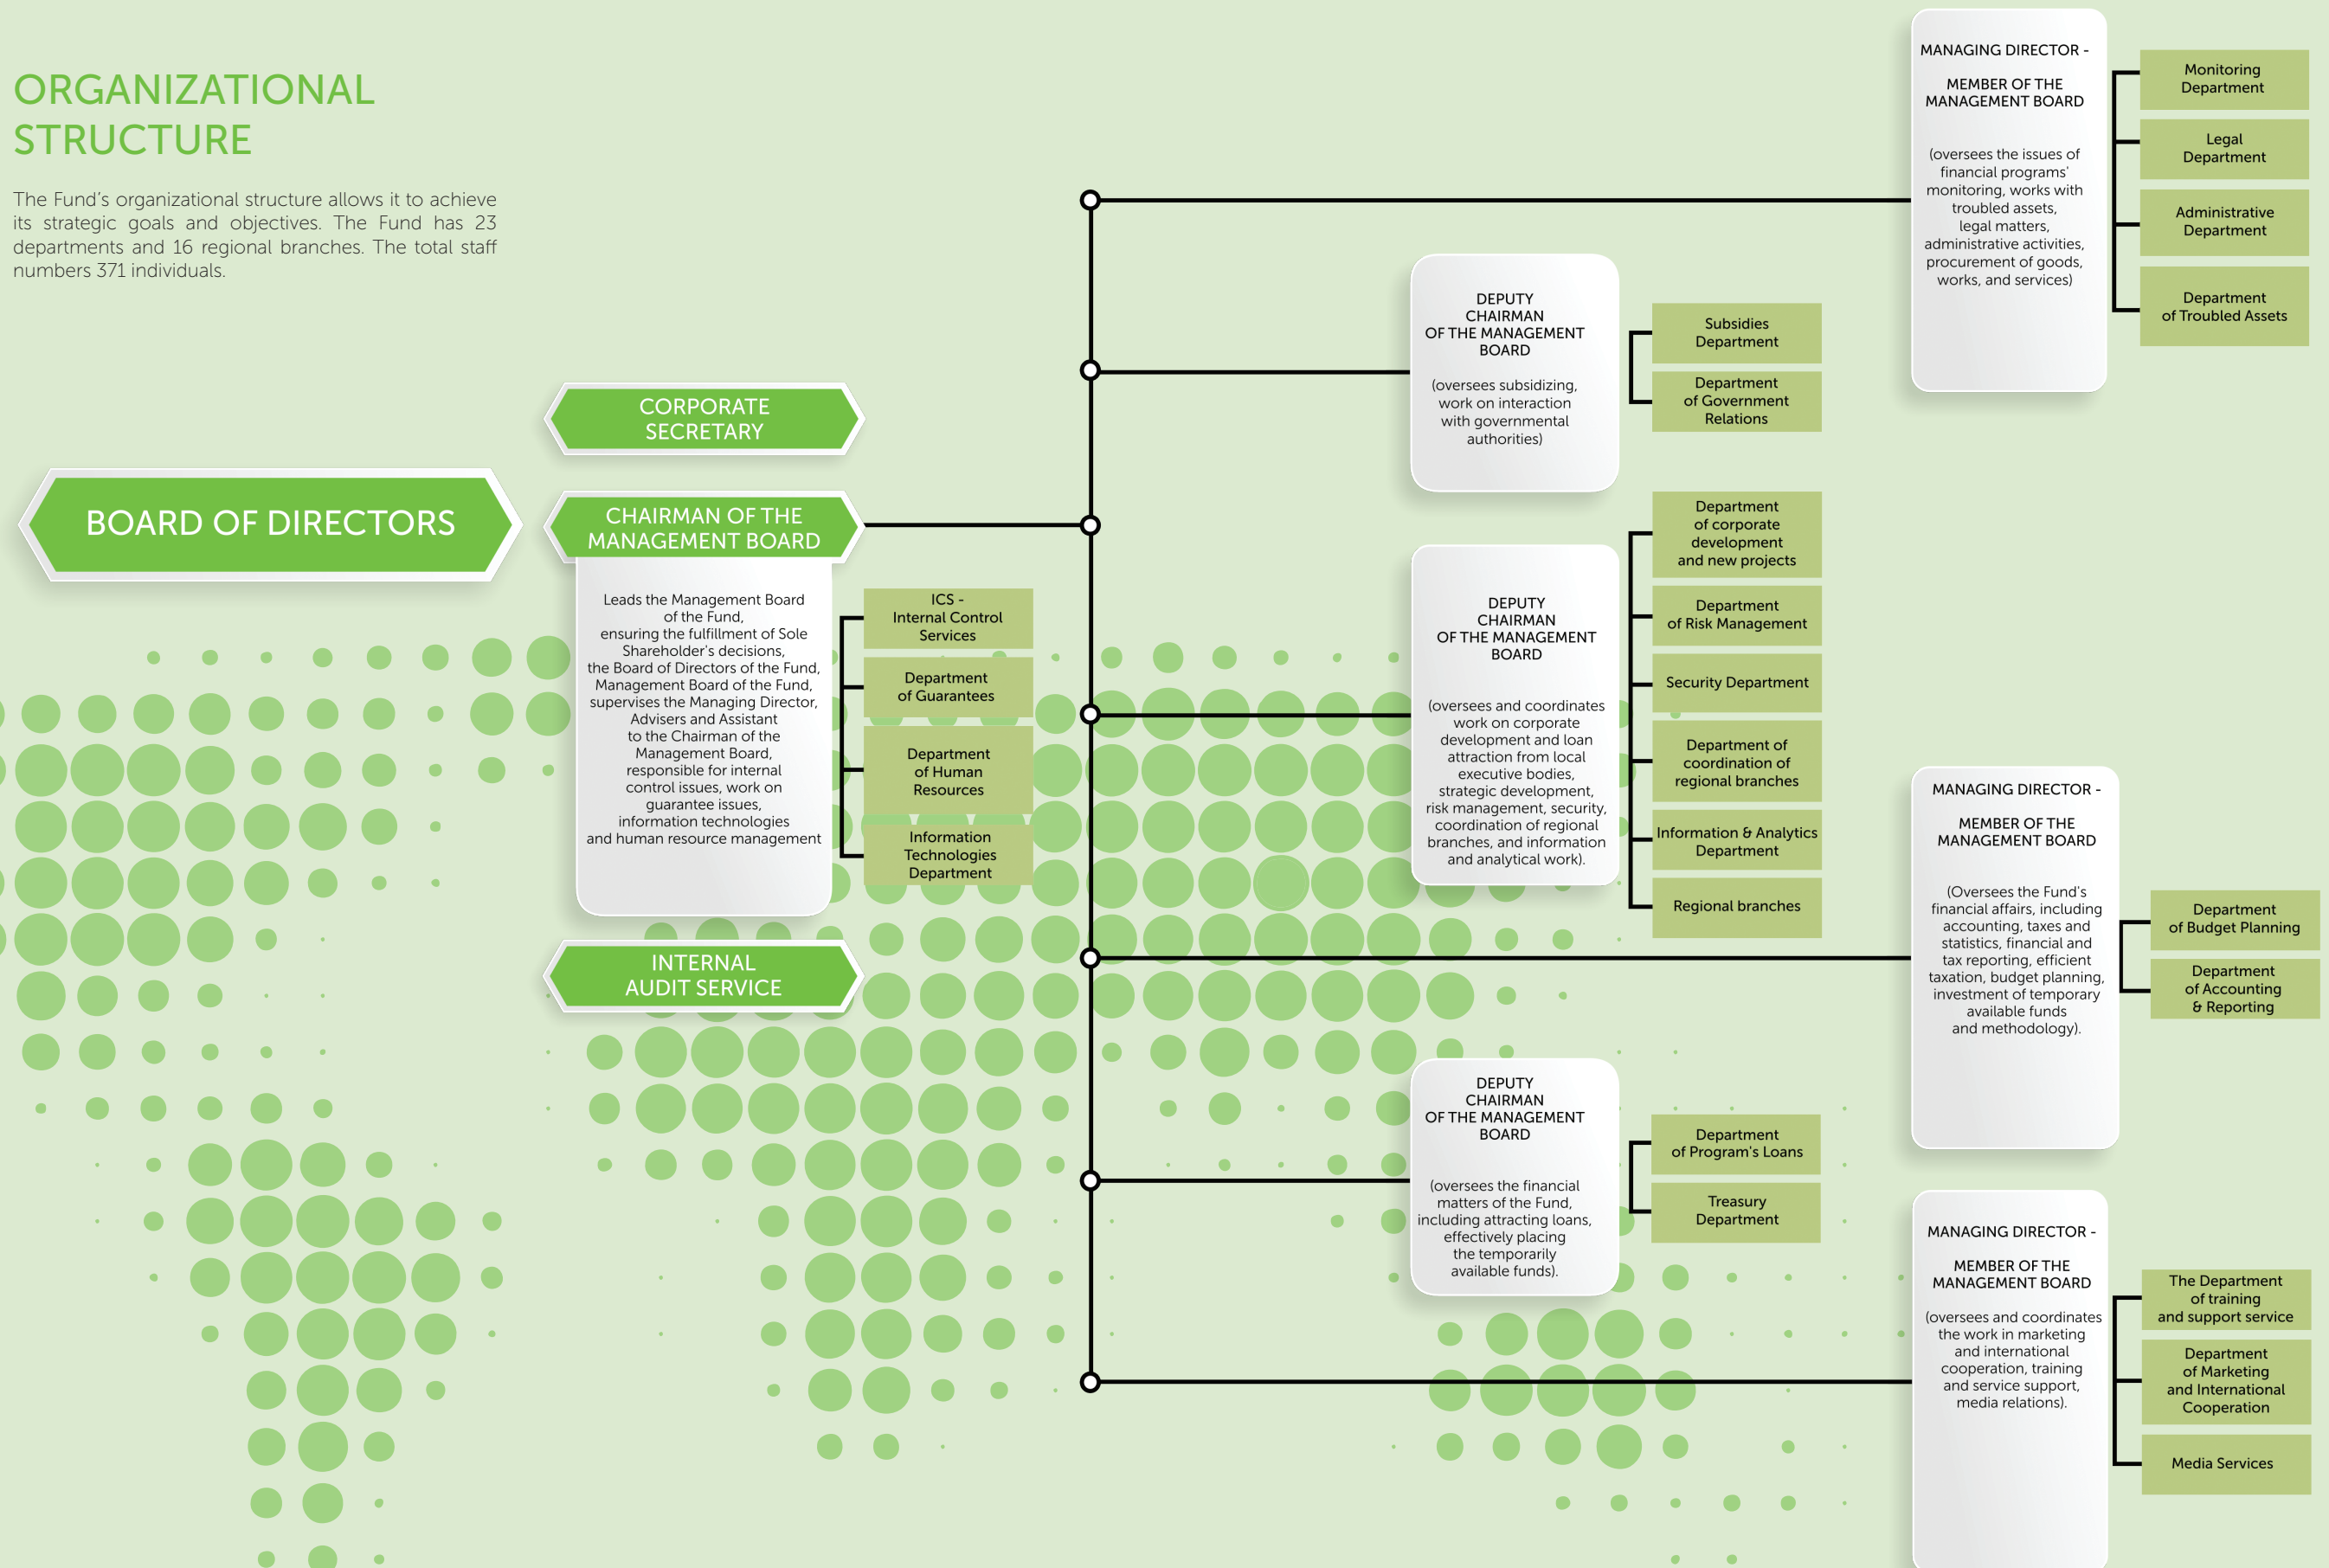 ORGANIZATIONAL
STRUCTURE
The Fund's organizational structure allows it to achieve
its strategic goals and objectives. The Fund has 23
departments and 16 regional branches. The total staff
numbers 371 individuals.
BOARD OF DIRECTORS
CORPORATE
SECRETARY
CHAIRMAN OF THE
MANAGEMENT BOARD
Leads the Management Board
of the Fund,
ensuring the fulfillment of Sole
Shareholder's decisions,
the Board of Directors of the Fund,
Management Board of the Fund,
supervises the Managing Director,
Advisers and Assistant
to the Chairman of the
Management Board,
responsible for internal
control issues, work on
guarantee issues,
information technologies
and human resource management
ICS -
Internal Control
Services
Department
of Guarantees
Department
of Human
Resources
Information
Technologies
Department
INTERNAL
AUDIT SERVICE
MANAGING DIRECTOR -
MEMBER OF THE
MANAGEMENT BOARD
(oversees the issues of
financial programs'
monitoring, works with
troubled assets,
legal matters,
administrative activities,
procurement of goods,
works, and services)
Monitoring
Department
Legal
Department
Administrative
Department
Department
of Troubled Assets
DEPUTY
CHAIRMAN
OF THE MANAGEMENT
BOARD
(oversees subsidizing,
work on interaction
with governmental
authorities)
Subsidies
Department
Department
of Government
Relations
DEPUTY
CHAIRMAN
OF THE MANAGEMENT
BOARD
(oversees and coordinates
work on corporate
development and loan
attraction from local
executive bodies,
strategic development,
risk management, security,
coordination of regional
branches, and information
and analytical work).
Department
of corporate
development
and new projects
Department
of Risk Management
Security Department
Department of
coordination of
regional branches
Information & Analytics
Department
Regional branches
MANAGING DIRECTOR -
MEMBER OF THE
MANAGEMENT BOARD
(Oversees the Fund's
financial affairs, including
accounting, taxes and
statistics, financial and
tax reporting, efficient
taxation, budget planning,
investment of temporary
available funds
and methodology).
Department
of Budget Planning
Department
of Accounting
& Reporting
DEPUTY
CHAIRMAN
OF THE MANAGEMENT
BOARD
(oversees the financial
matters of the Fund,
including attracting loans,
effectively placing
the temporarily
available funds).
Department
of Program's Loans
Treasury
Department
MANAGING DIRECTOR -
MEMBER OF THE
MANAGEMENT BOARD
(oversees and coordinates
the work in marketing
and international
cooperation, training
and service support,
media relations).
The Department
of training
and support service
Department
of Marketing
and International
Cooperation
Media Services